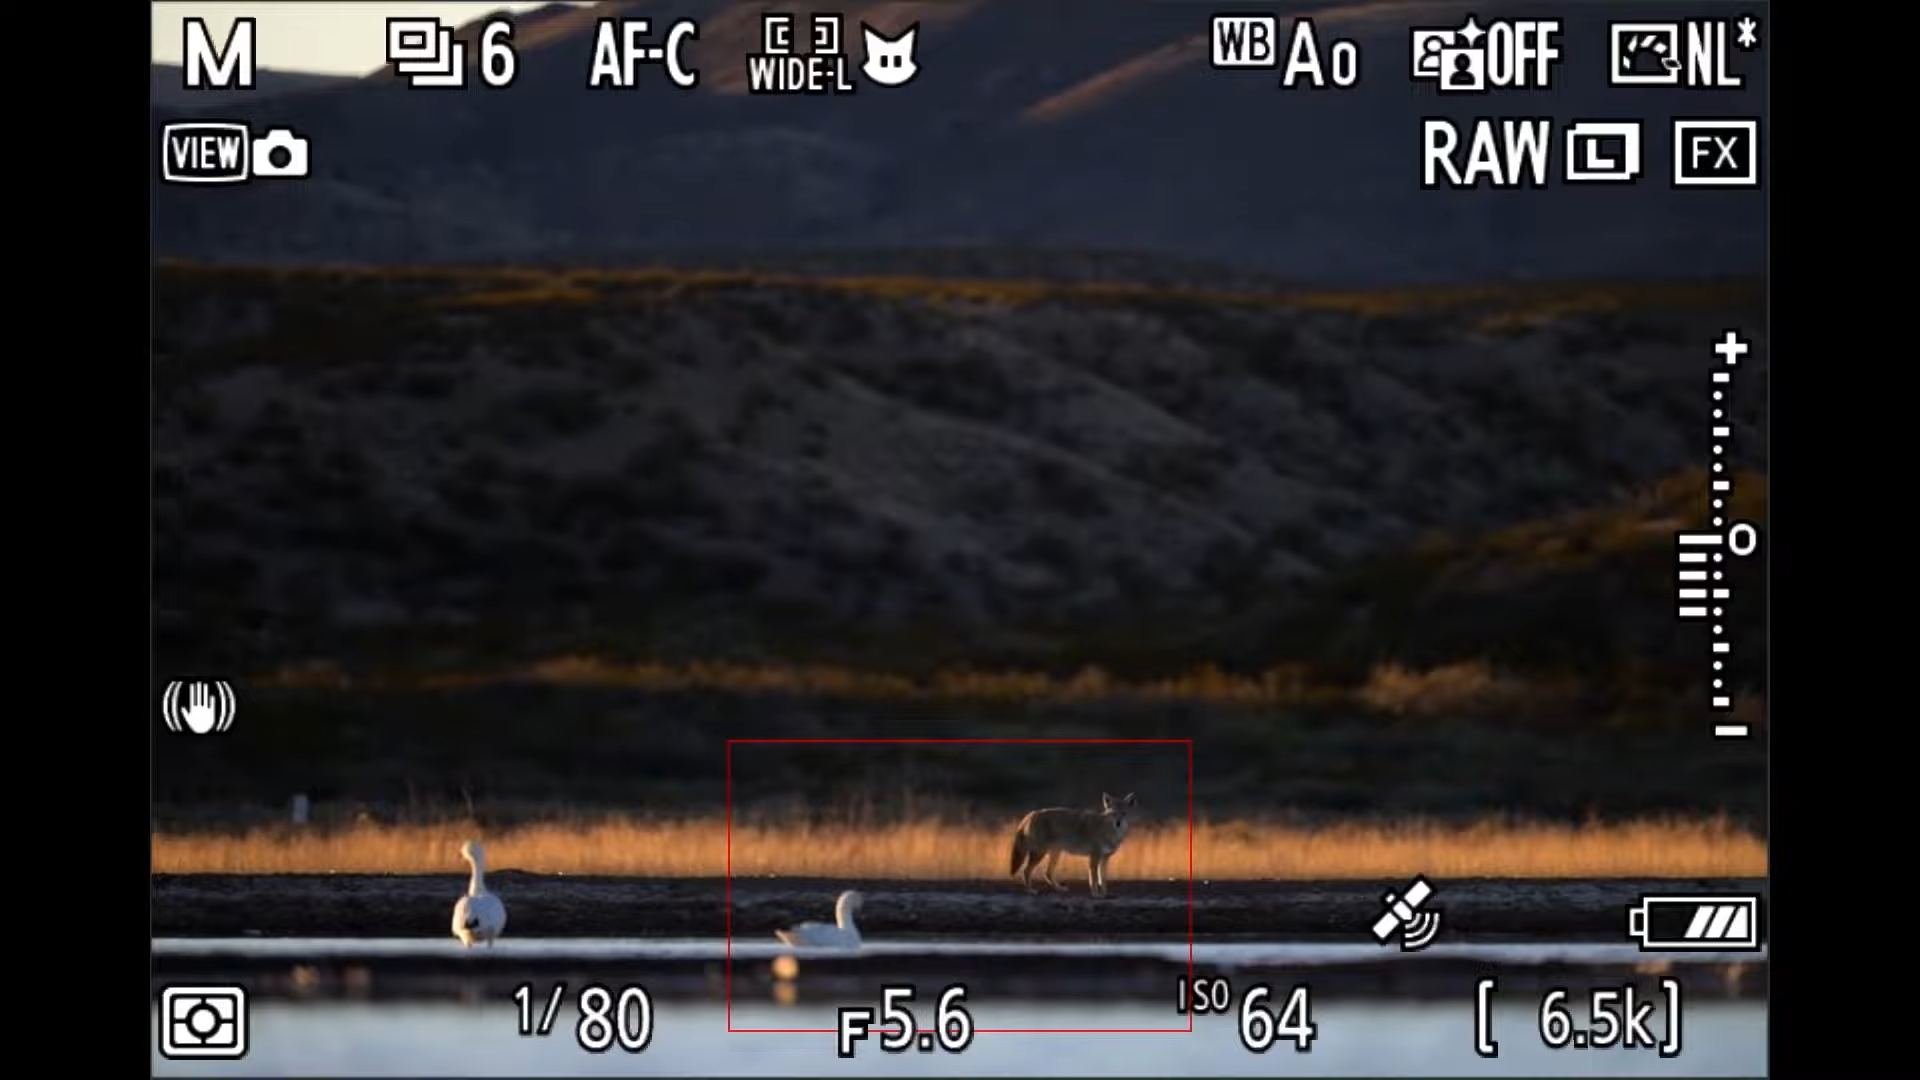 M 6 AF-C WIDE-L WB A0 OFF NL*
VIEW RAW L FX
+
0
-
1/80 F5.6 ISO 64 [ 6.5k]